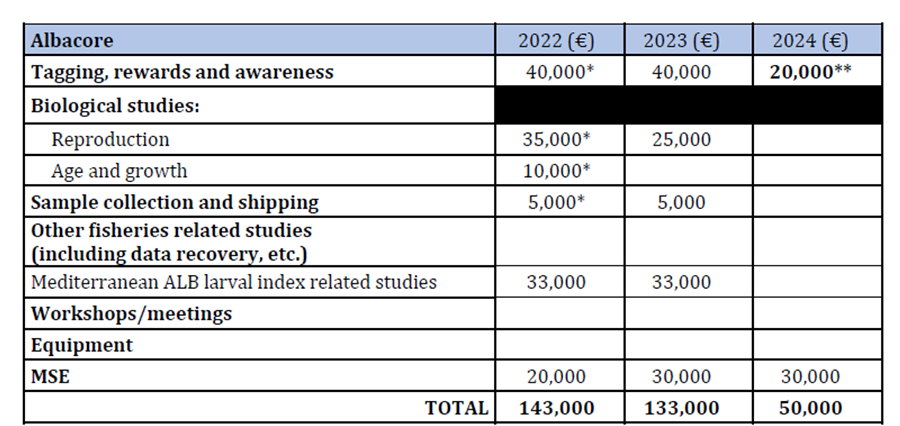 Albacore 2022 (€) 2023 (€) 2024 (€)
Tagging, rewards and awareness 40,000* 40,000 20,000**
Biological studies:
Reproduction 35,000* 25,000
Age and growth 10,000*
Sample collection and shipping 5,000* 5,000
Other fisheries related studies
(including data recovery, etc.)
Mediterranean ALB larval index related studies 33,000 33,000
Workshops/meetings
Equipment
MSE 20,000 30,000 30,000
TOTAL 143,000 133,000 50,000